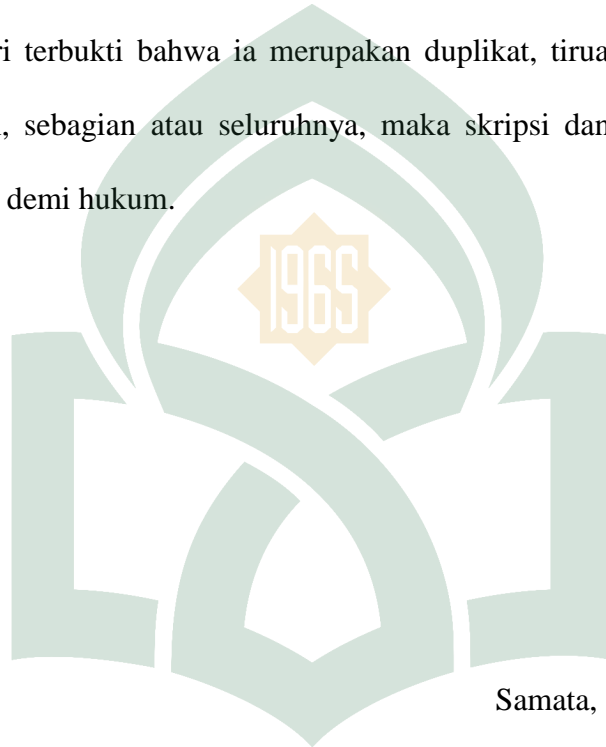 ri terbukti bahwa ia merupakan duplikat, tirua
, sebagian atau seluruhnya, maka skripsi dan
demi hukum.
1965
Samata,